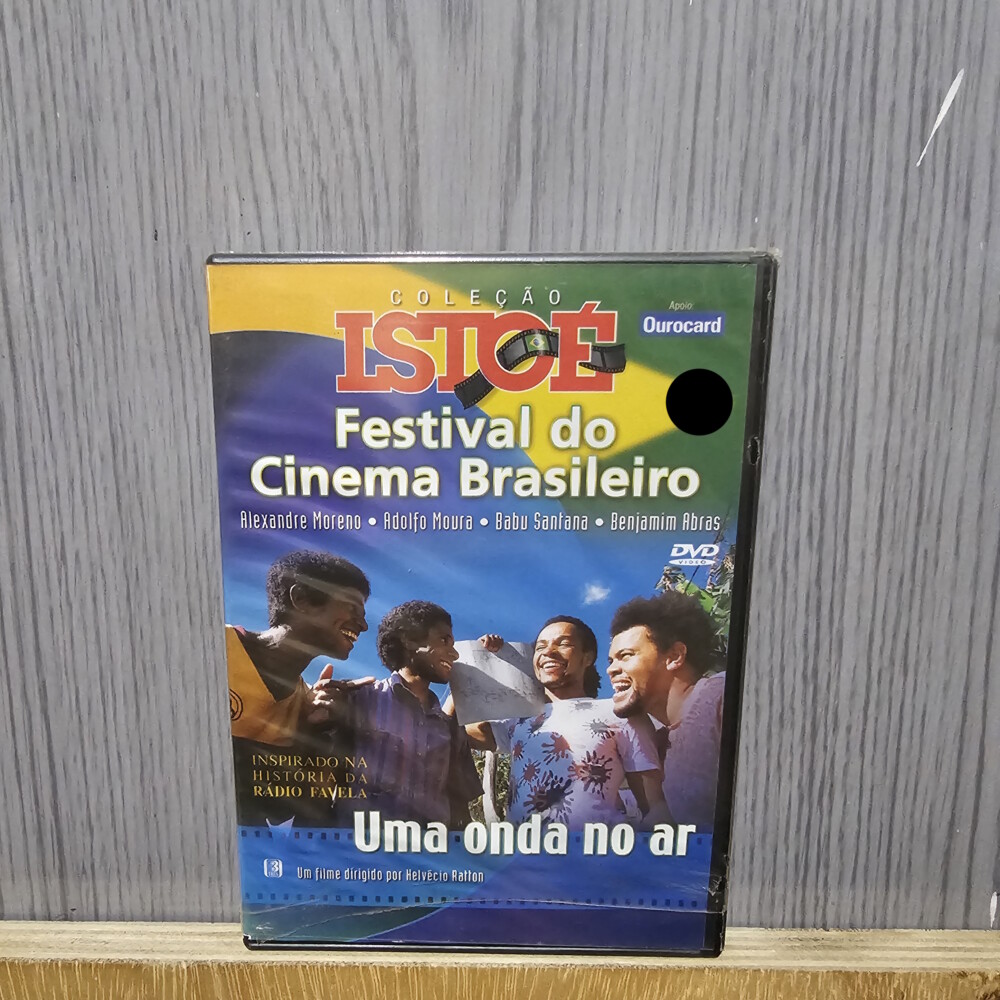 COLEÇÃO
ISTOÉ
Apoio:
Ourocard
Festival do
Cinema Brasileiro
Alexandre Moreno • Adolfo Moura • Babu Santana • Benjamim Abras
DVD
VIDEO
INSPIRADO NA
HISTÓRIA DA
RÁDIO FAVELA
Uma onda no ar
3
Um filme dirigido por Helvécio Ratton